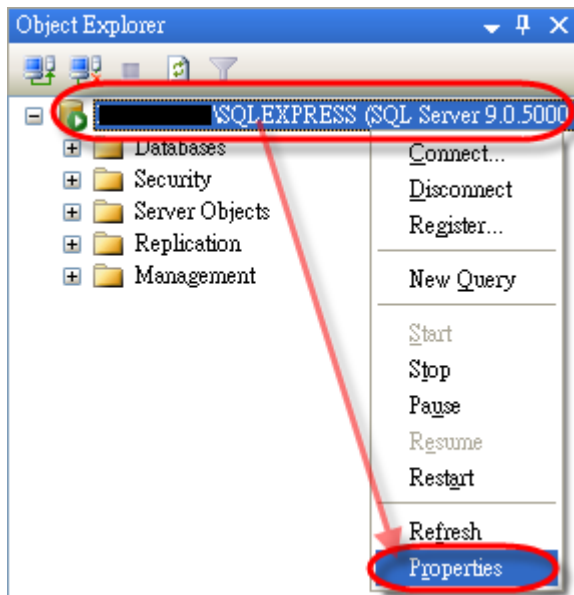 Object Explorer
\SQLEXPRESS (SQL Server 9.0.5000
Databases
Security
Server Objects
Replication
Management
Connect...
Disconnect
Register...
New Query
Start
Stop
Pause
Resume
Restart
Refresh
Properties